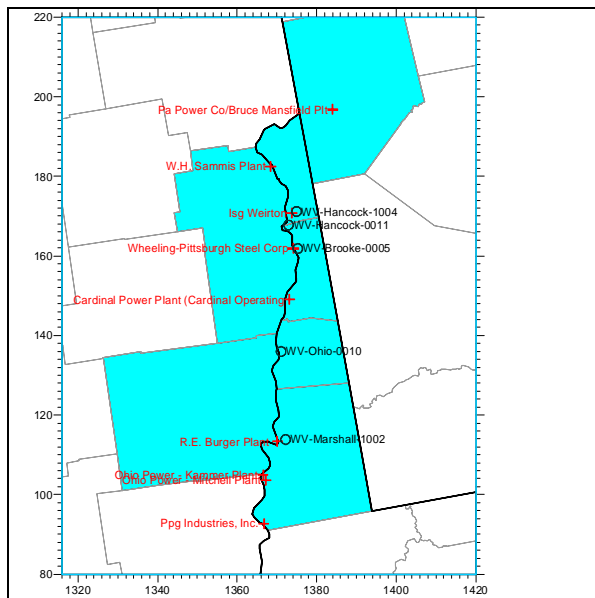 220
200
Pa Power Co/Bruce Mansfield Plt
180
W.H. Sammis Plant
Isg Weirton
WV-Hancock-1004
WV-Hancock-0011
160
Wheeling-Pittsburgh Steel Corp
WV-Brooke-0005
Cardinal Power Plant (Cardinal Operating
140
WV-Ohio-0010
120
R.E. Burger Plant
WV-Marshall-1002
Ohio Power - Kammer Plant
Ohio Power - Mitchell Plant
100
Ppg Industries, Inc.
80
1320 1340 1360 1380 1400 1420